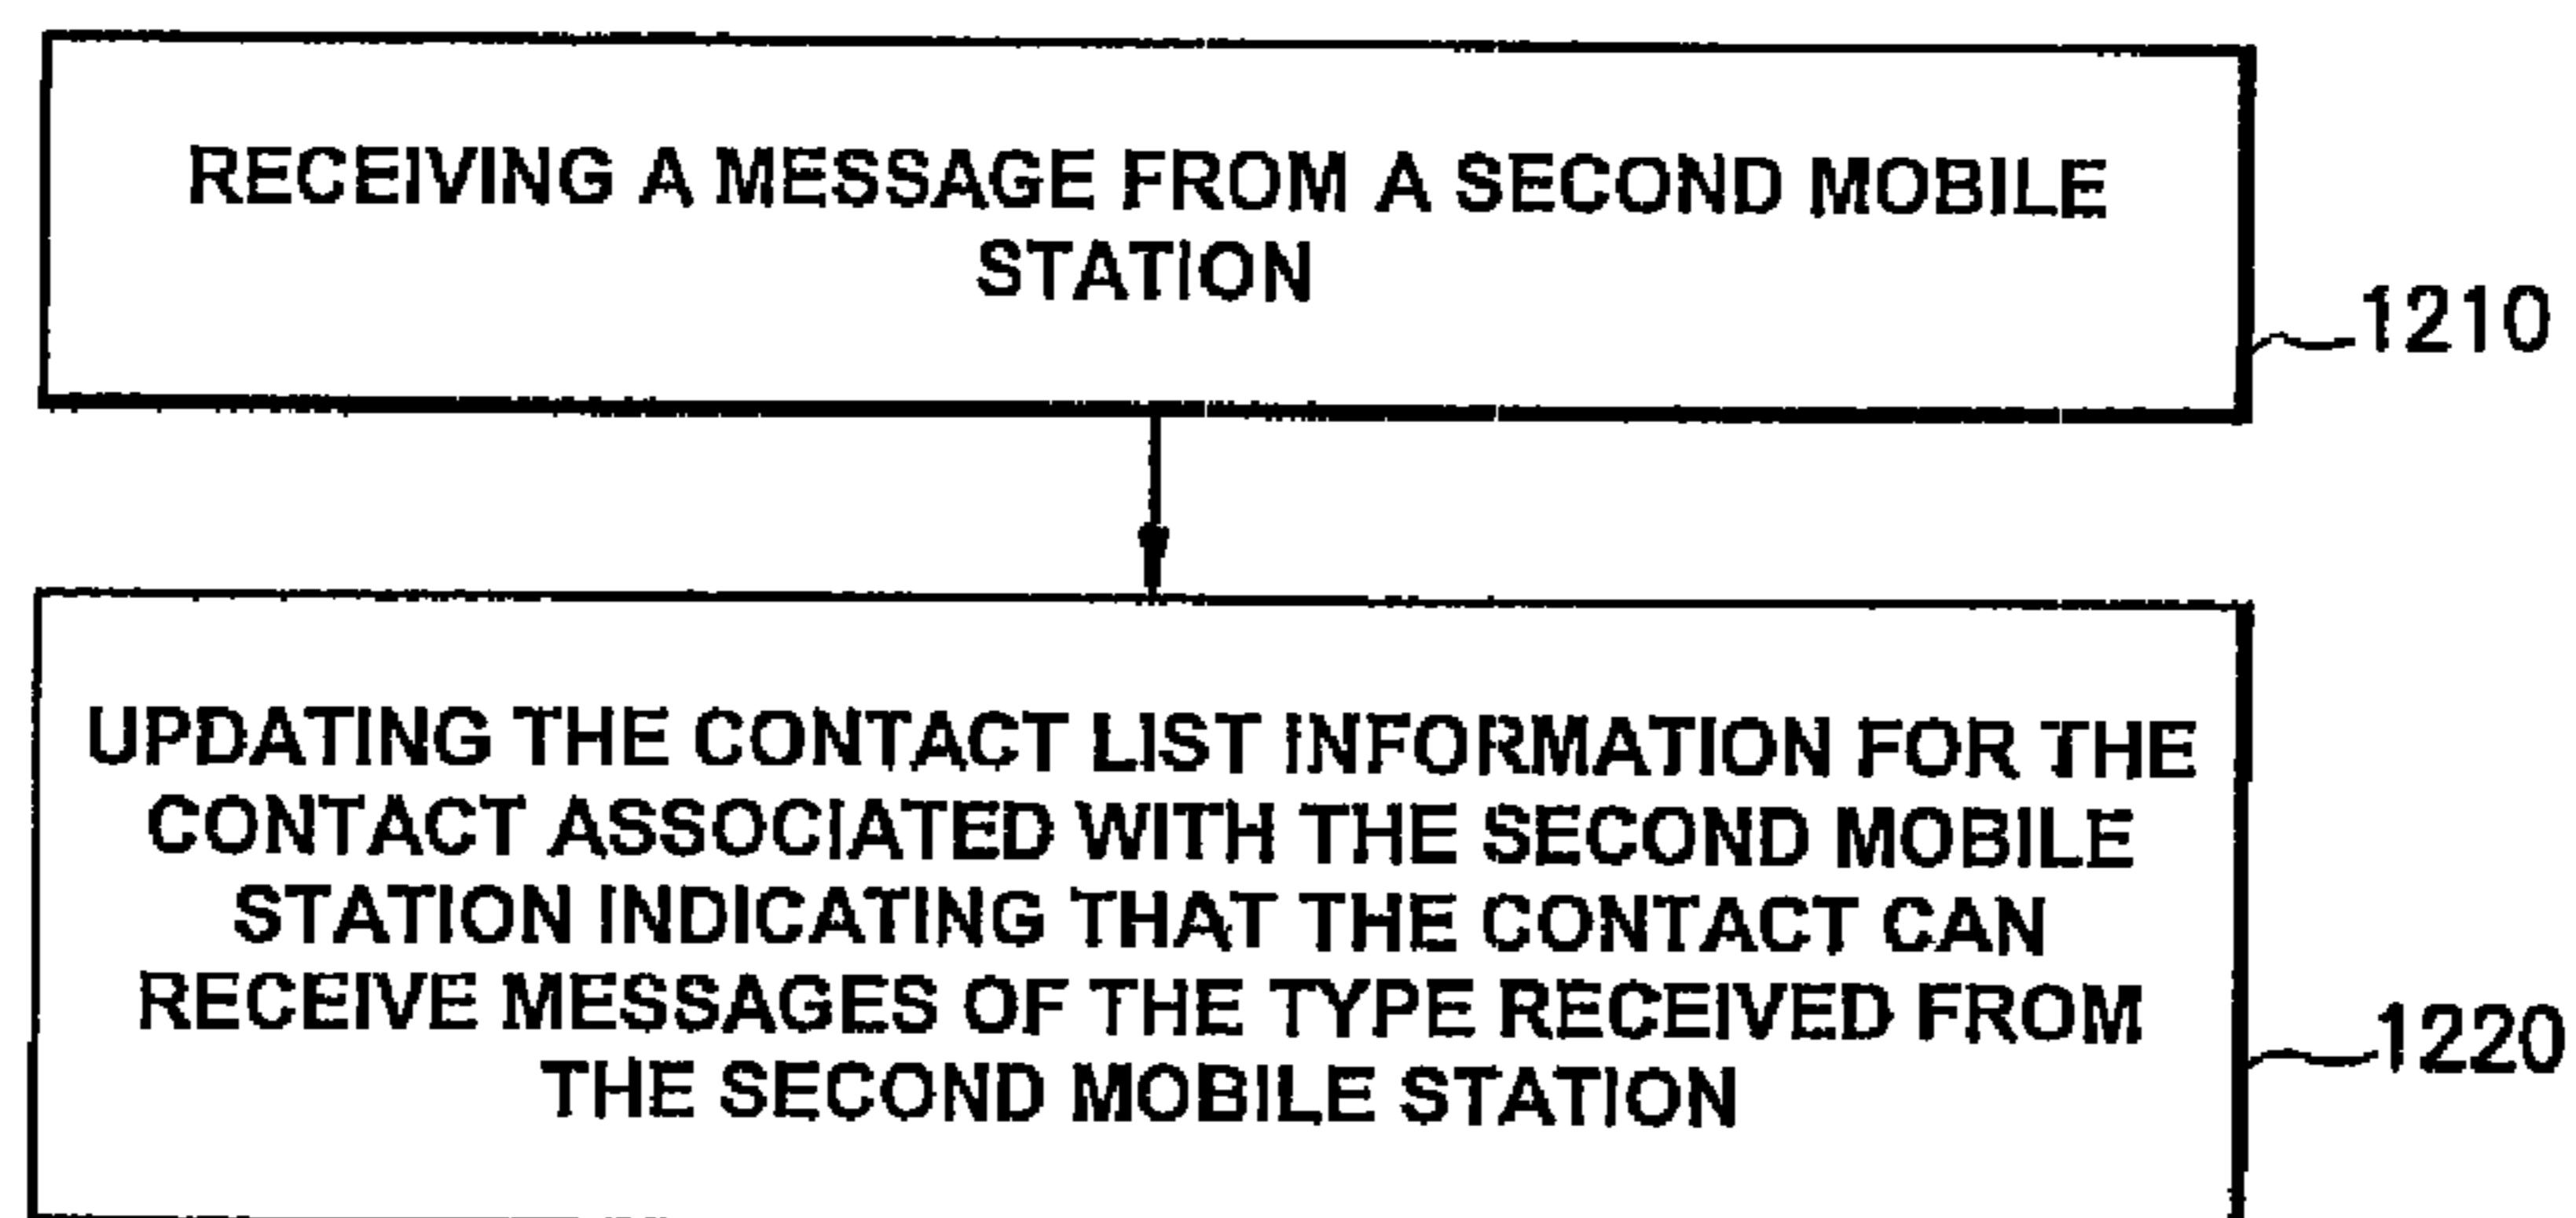 RECEIVING A MESSAGE FROM A SECOND MOBILE
STATION
1210
UPDATING THE CONTACT LIST INFORMATION FOR THE
CONTACT ASSOCIATED WITH THE SECOND MOBILE
STATION INDICATING THAT THE CONTACT CAN
RECEIVE MESSAGES OF THE TYPE RECEIVED FROM
THE SECOND MOBILE STATION
1220